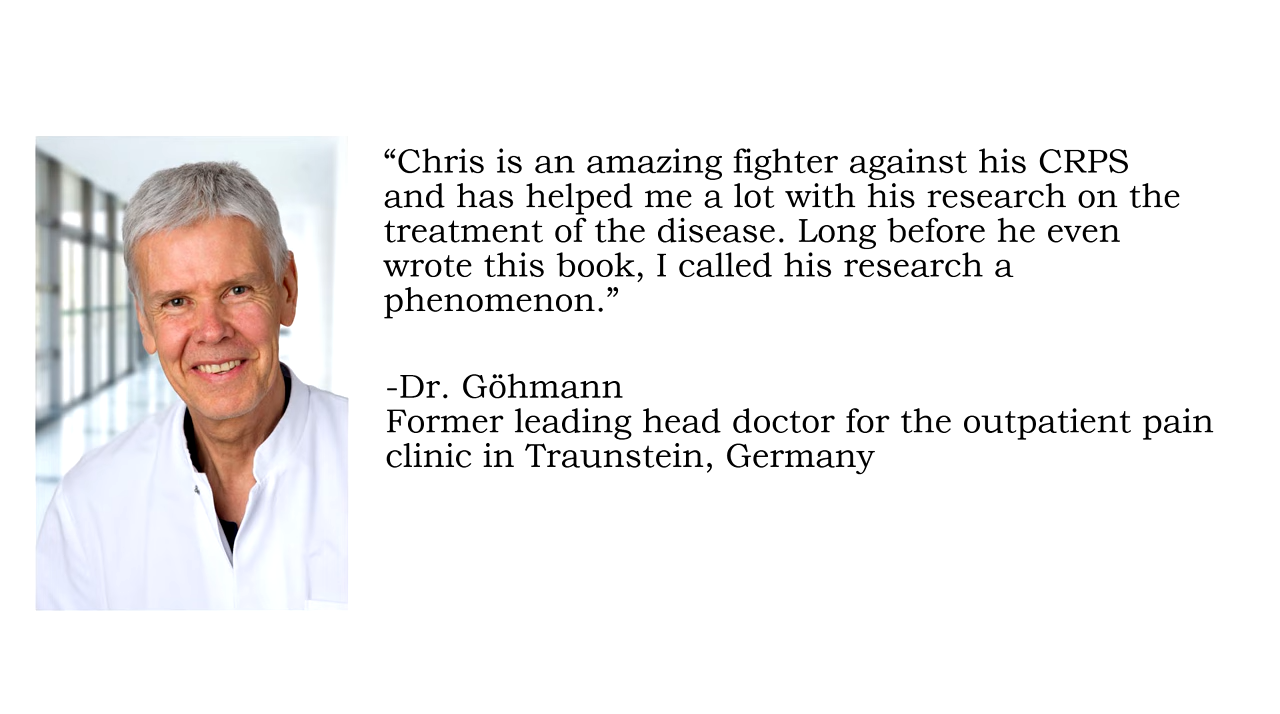 “Chris is an amazing fighter against his CRPS
and has helped me a lot with his research on the
treatment of the disease. Long before he even
wrote this book, I called his research a
phenomenon.”
-Dr. Göhmann
Former leading head doctor for the outpatient pain
clinic in Traunstein, Germany